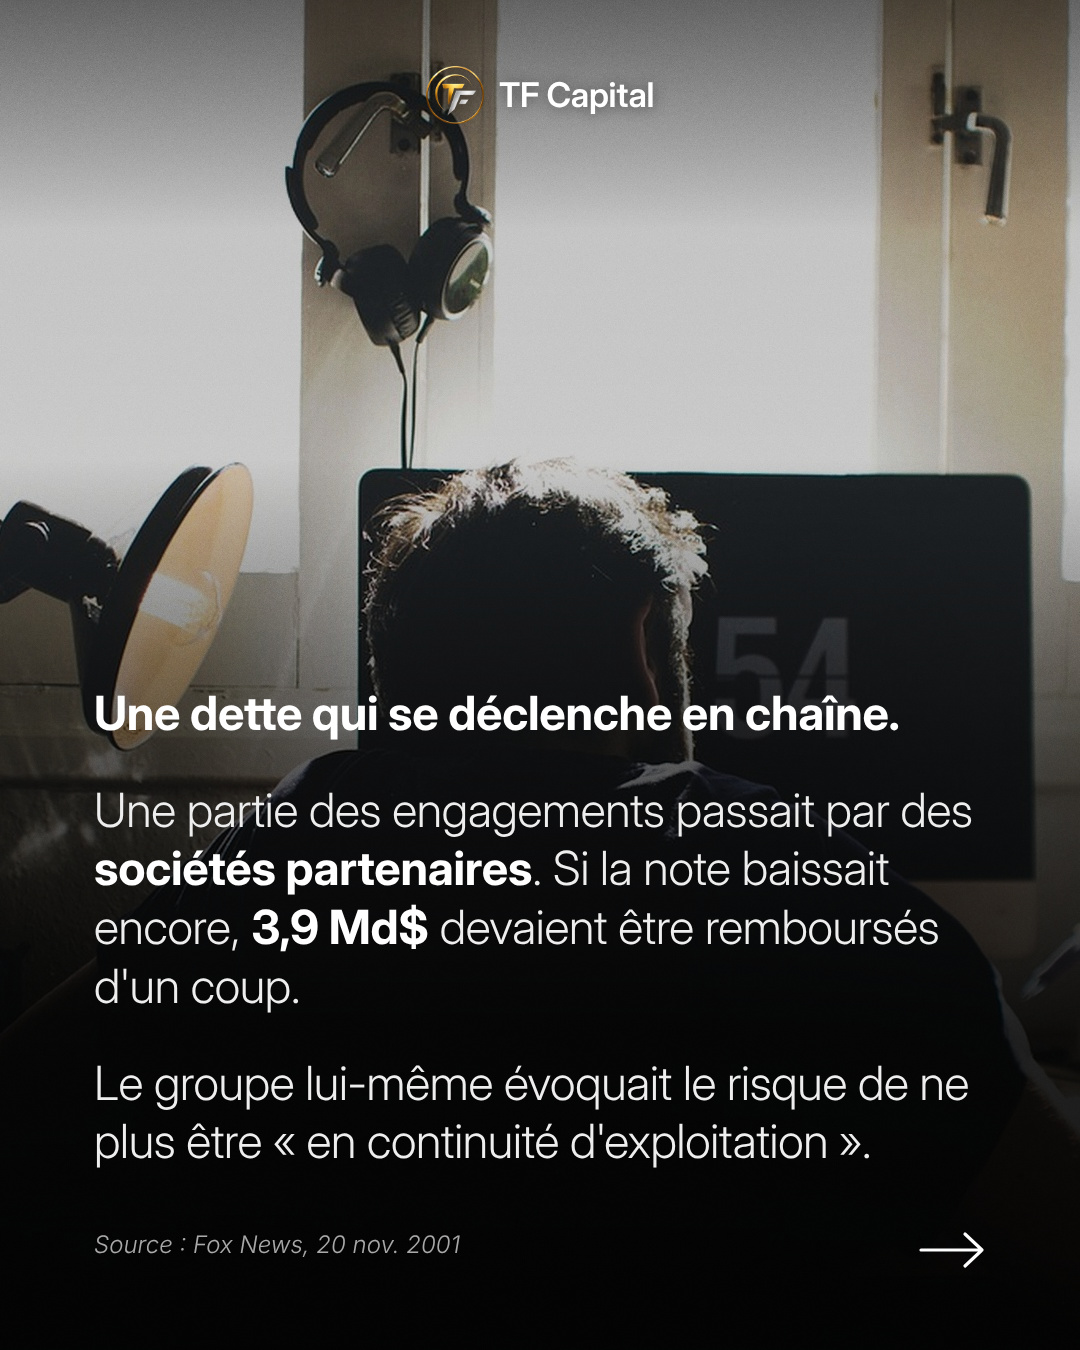 TF Capital
54
Une dette qui se déclenche en chaîne.
Une partie des engagements passait par des
sociétés partenaires. Si la note baissait
encore, 3,9 Md$ devaient être remboursés
d'un coup.
Le groupe lui-même évoquait le risque de ne
plus être « en continuité d'exploitation ».
Source : Fox News, 20 nov. 2001